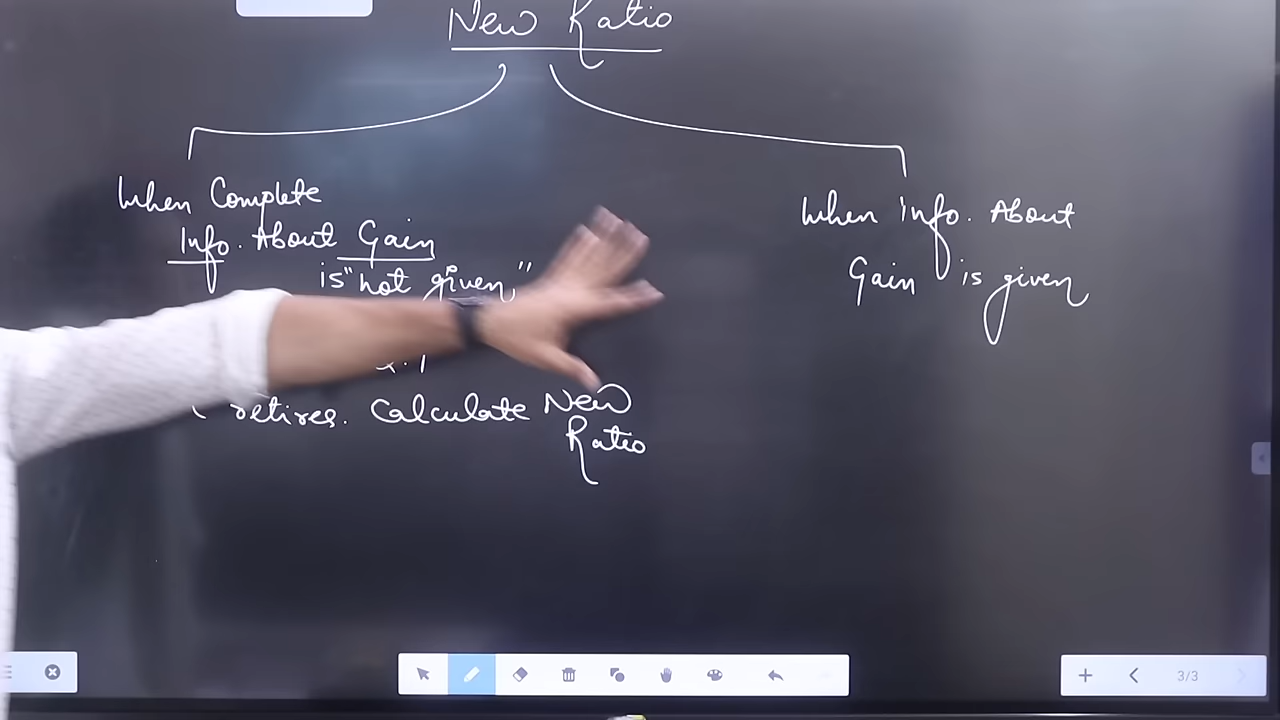 New Ratio
When Complete
Info. About Gain
is "not given"
retires. Calculate New
Ratio
When info. About
Gain is given
3/3